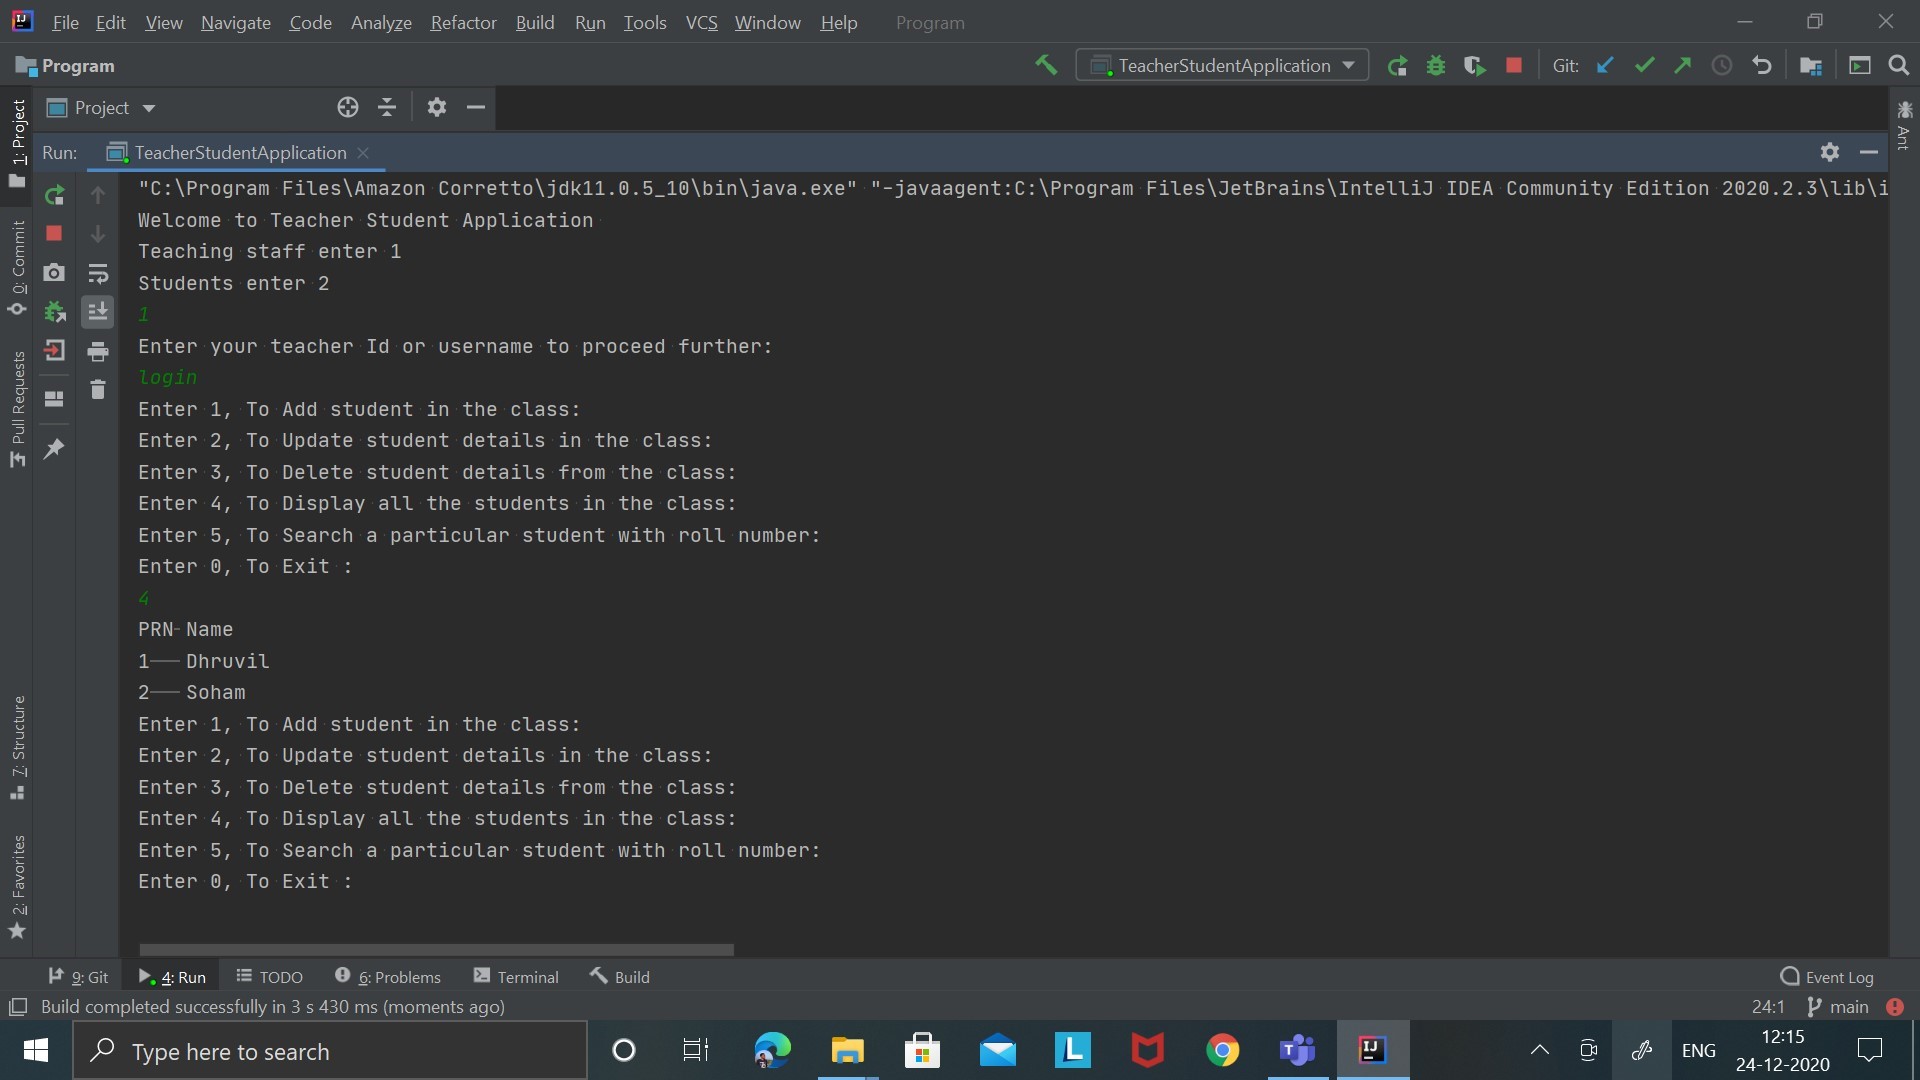 File Edit View Navigate Code Analyze Refactor Build Run Tools VCS Window Help Program
Program TeacherStudentApplication Git:
Project
Run: TeacherStudentApplication
"C:\Program Files\Amazon Corretto\jdk11.0.5_10\bin\java.exe" "-javaagent:C:\Program Files\JetBrains\IntelliJ IDEA Community Edition 2020.2.3\lib\i
Welcome to Teacher Student Application
Teaching staff enter 1
Students enter 2
1
Enter your teacher Id or username to proceed further:
login
Enter 1, To Add student in the class:
Enter 2, To Update student details in the class:
Enter 3, To Delete student details from the class:
Enter 4, To Display all the students in the class:
Enter 5, To Search a particular student with roll number:
Enter 0, To Exit :
4
PRN Name
1 Dhruvil
2 Soham
Enter 1, To Add student in the class:
Enter 2, To Update student details in the class:
Enter 3, To Delete student details from the class:
Enter 4, To Display all the students in the class:
Enter 5, To Search a particular student with roll number:
Enter 0, To Exit :
1: Project
0: Commit
Pull Requests
7: Structure
2: Favorites
Ant
9: Git 4: Run TODO 6: Problems Terminal Build Event Log
Build completed successfully in 3 s 430 ms (moments ago) 24:1 main
Type here to search
ENG
12:15
24-12-2020